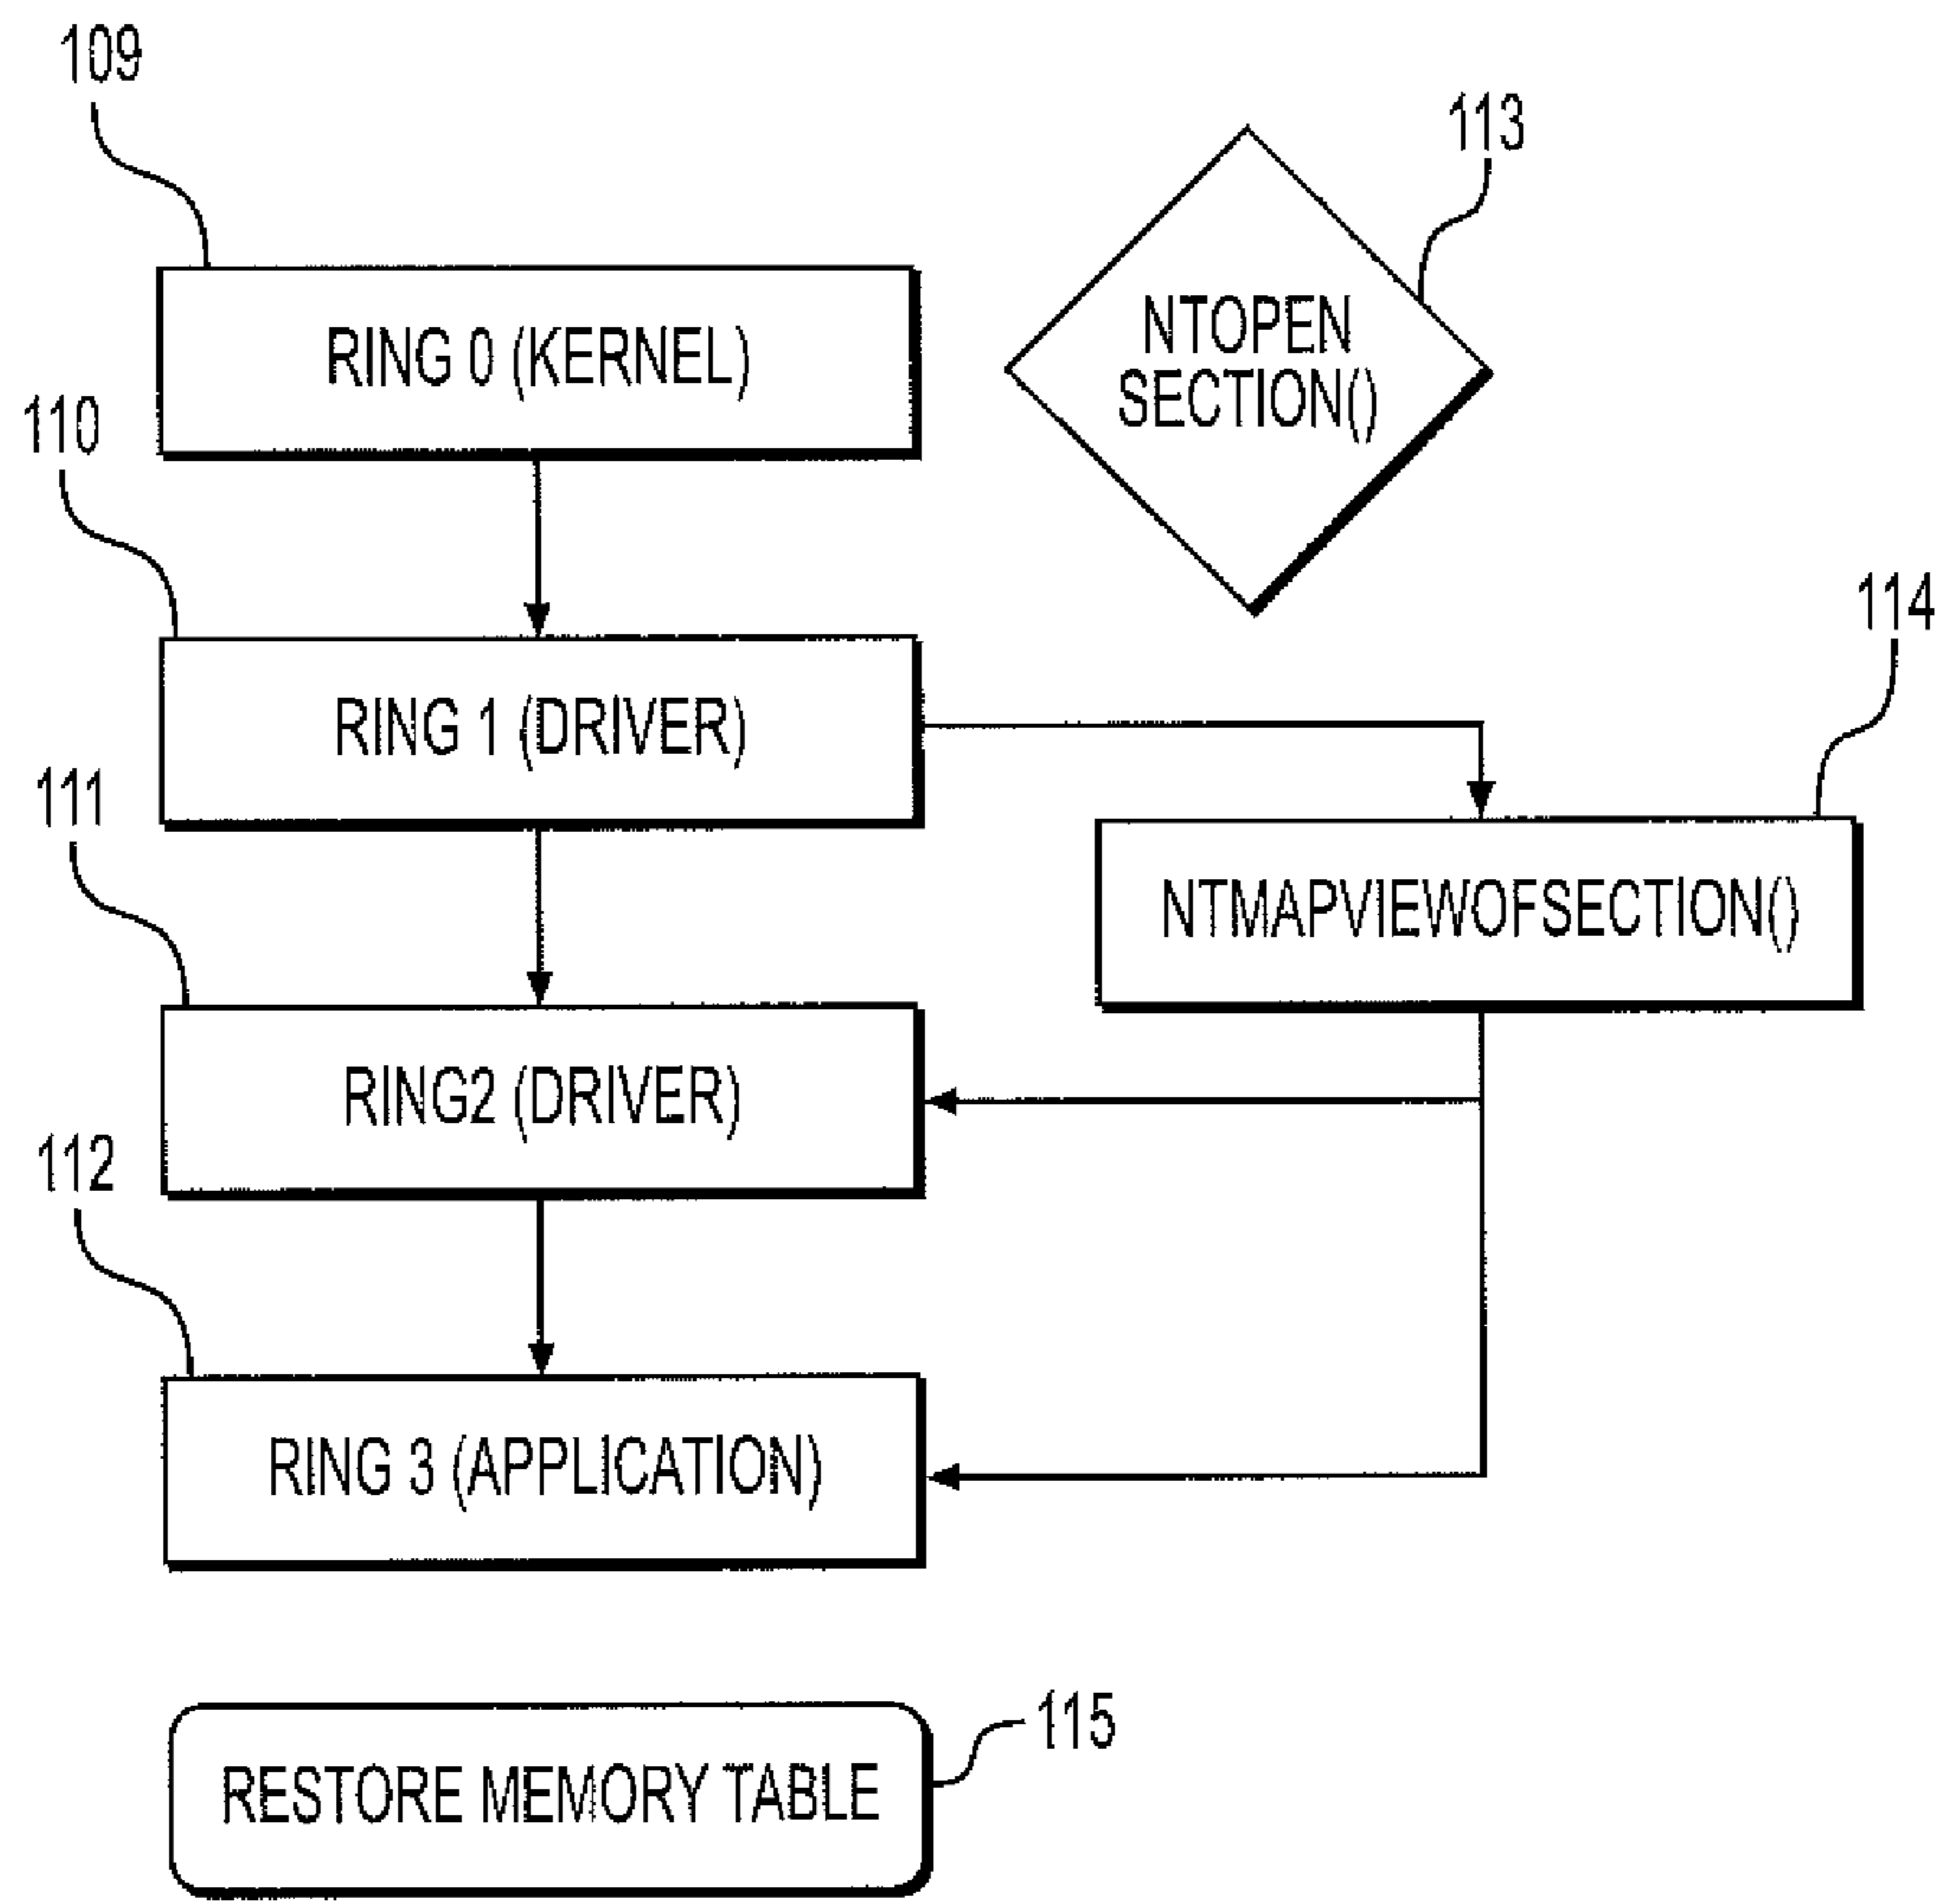 109
113
RING 0 (KERNEL)
NTOPEN
SECTION()
110
114
RING 1 (DRIVER)
111
NTMAPVIEWOFSECTION()
RING2 (DRIVER)
112
RING 3 (APPLICATION)
115
RESTORE MEMORY TABLE